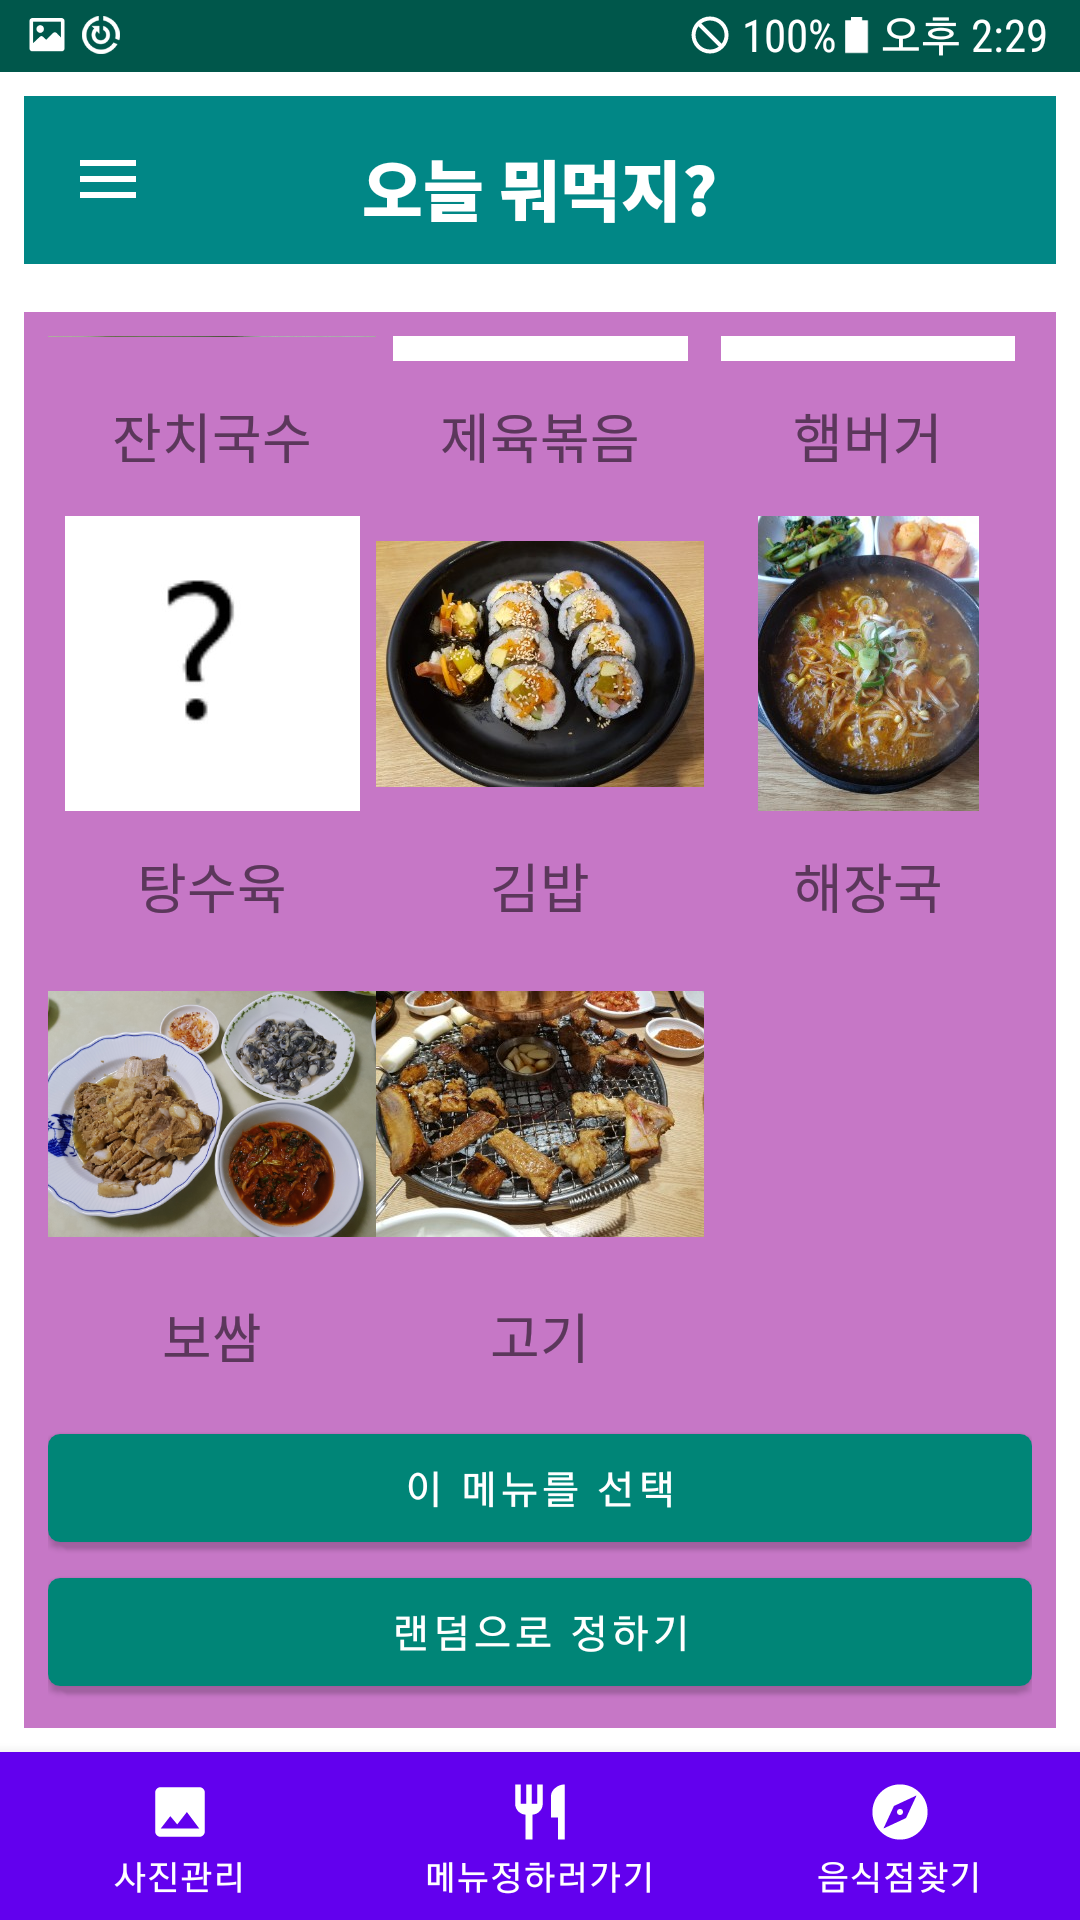 100% 오후 2:29
오늘 뭐먹지?
잔치국수 제육볶음 햄버거
?
탕수육 김밥 해장국
보쌈 고기
이 메뉴를 선택
랜덤으로 정하기
사진관리 메뉴정하러가기 음식점찾기